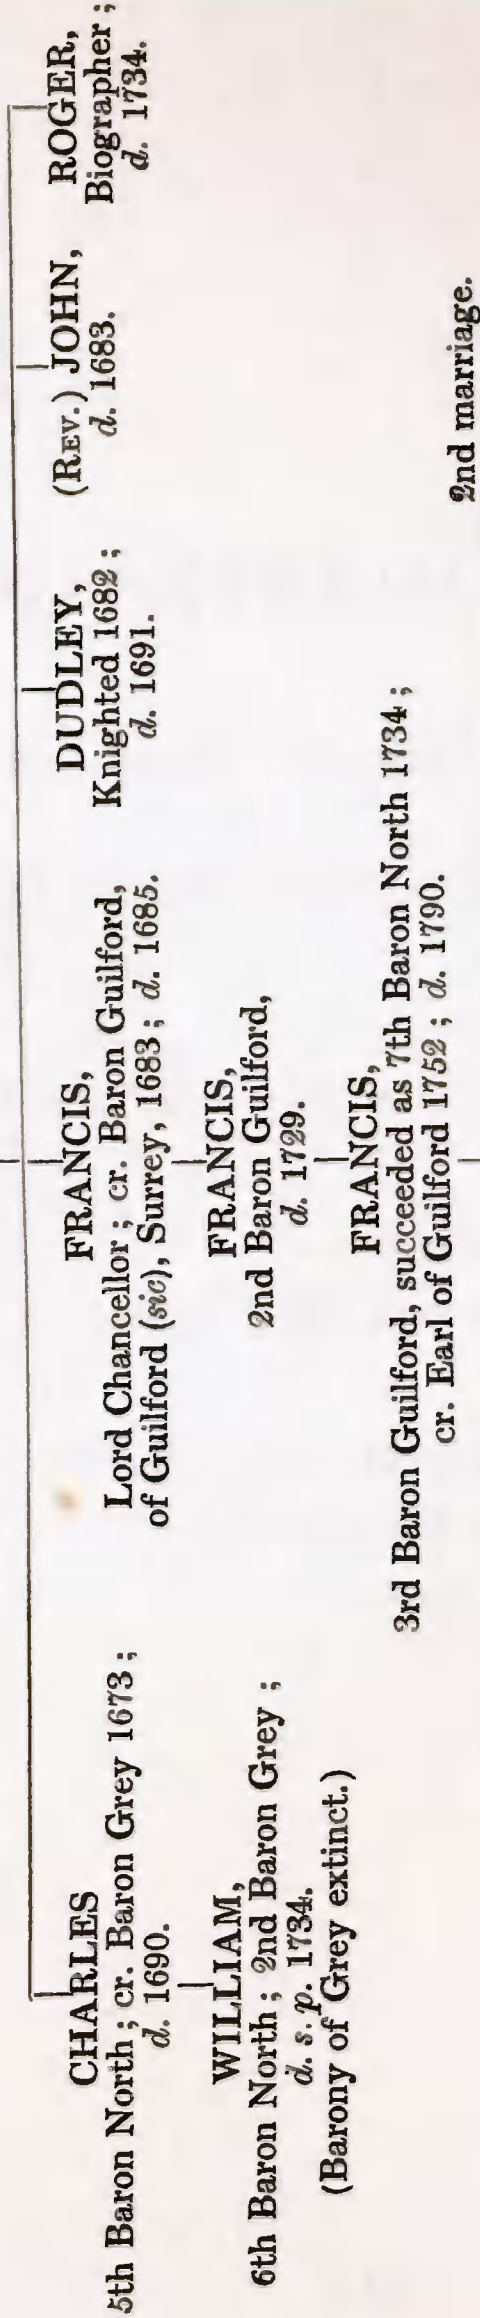 CHARLES
5th Baron North; cr. Baron Grey 1673;
d. 1690.
WILLIAM,
6th Baron North; 2nd Baron Grey;
d. s. p. 1734.
(Barony of Grey extinct.)
FRANCIS,
Lord Chancellor; cr. Baron Guilford,
of Guilford (sic), Surrey, 1683; d. 1685.
FRANCIS,
2nd Baron Guilford,
d. 1729.
FRANCIS,
3rd Baron Guilford, succeeded as 7th Baron North 1734;
cr. Earl of Guilford 1752; d. 1790.
DUDLEY,
Knighted 1682;
d. 1691.
(REV.) JOHN,
d. 1683.
ROGER,
Biographer;
d. 1734.
2nd marriage.